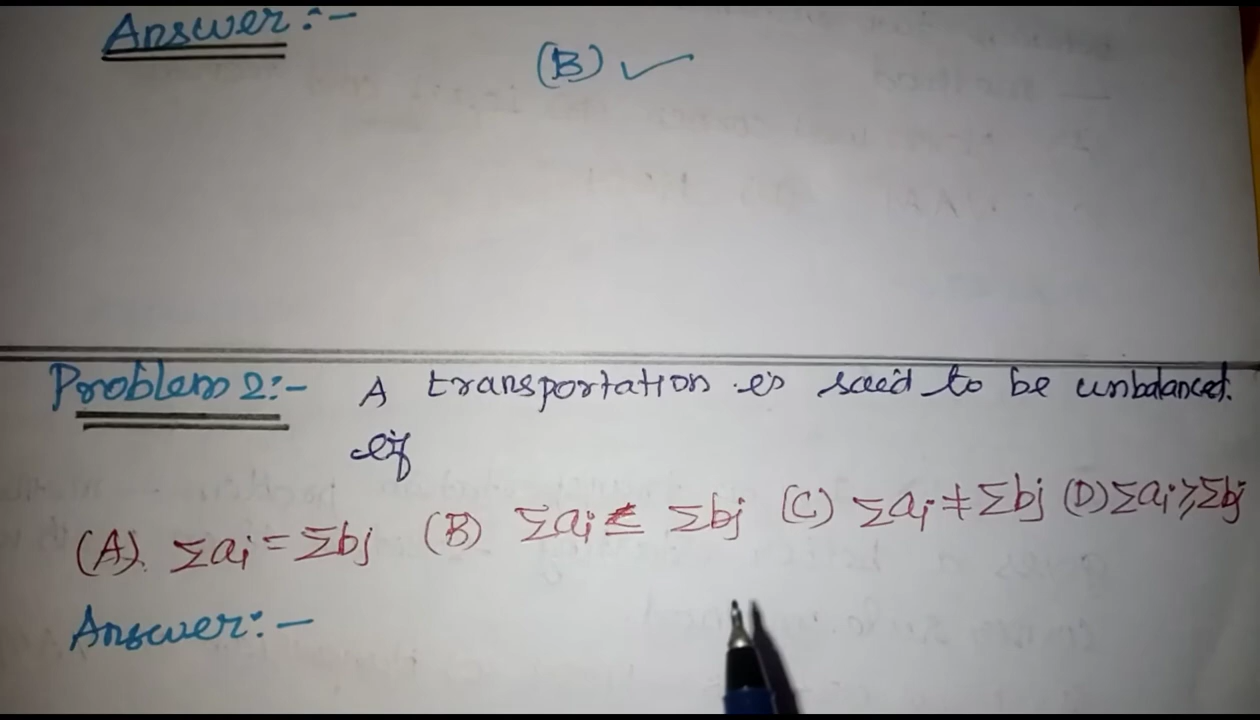 Answer:-
(B) ✓
Problem 2:- A transportation is said to be unbalanced.
if
(A). Σai = Σbj (B) Σai ≤ Σbj (C) Σai ≠ Σbj (D) Σai ≥ Σbj
Answer:-